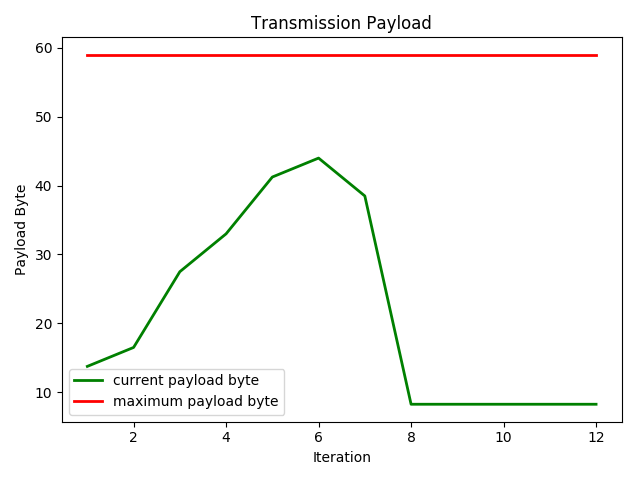 Transmission Payload
60
50
40
30
20
10
Payload Byte
current payload byte
maximum payload byte
2 4 6 8 10 12
Iteration